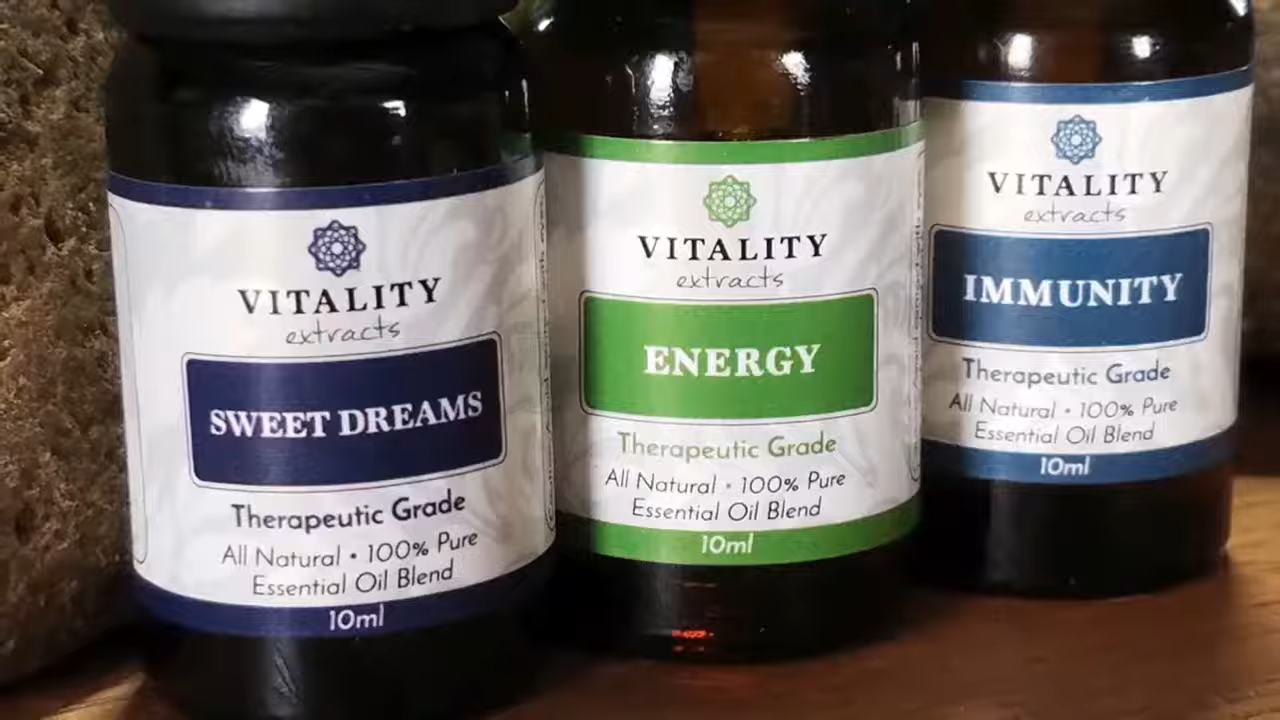 VITALITY
extracts
SWEET DREAMS
Therapeutic Grade
All Natural • 100% Pure
Essential Oil Blend
10ml
VITALITY
extracts
ENERGY
Therapeutic Grade
All Natural • 100% Pure
Essential Oil Blend
10ml
VITALITY
extracts
IMMUNITY
Therapeutic Grade
All Natural • 100% Pure
Essential Oil Blend
10ml